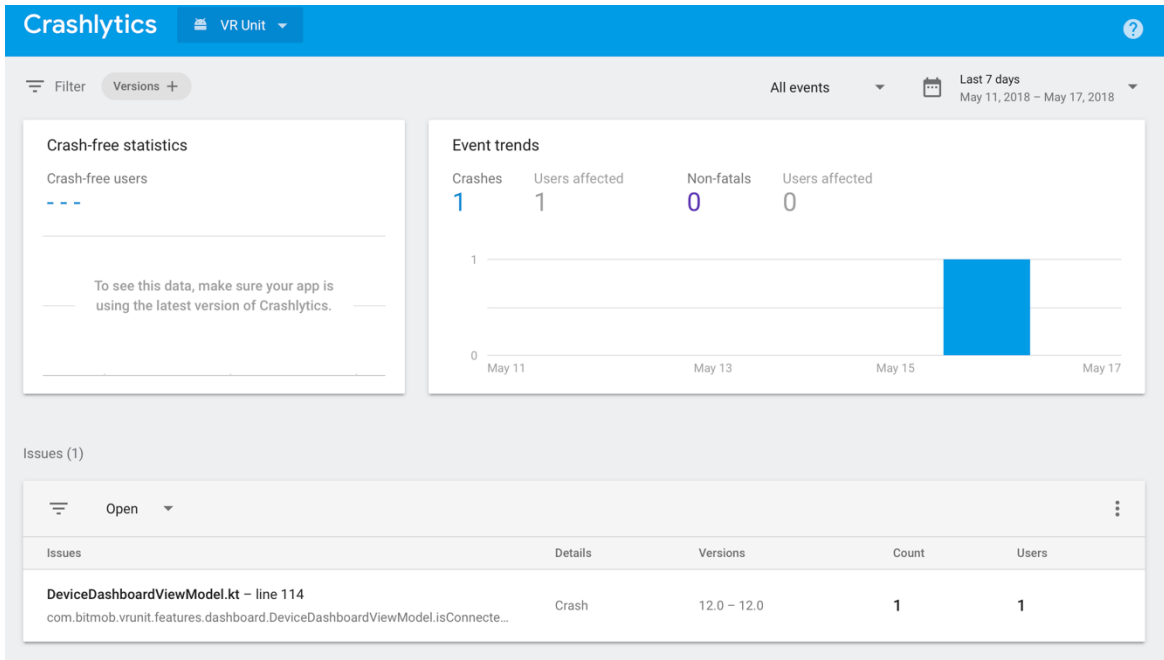 Crashlytics
VR Unit
?
Filter
Versions +
All events
Last 7 days
May 11, 2018 – May 17, 2018
Crash-free statistics
Crash-free users
- - -
To see this data, make sure your app is
using the latest version of Crashlytics.
Event trends
Crashes Users affected Non-fatals Users affected
1 1 0 0
1
0
May 11 May 13 May 15 May 17
Issues (1)
Open
Issues Details Versions Count Users
DeviceDashboardViewModel.kt – line 114
com.bitmob.vrunit.features.dashboard.DeviceDashboardViewModel.isConnecte…
Crash 12.0 – 12.0 1 1